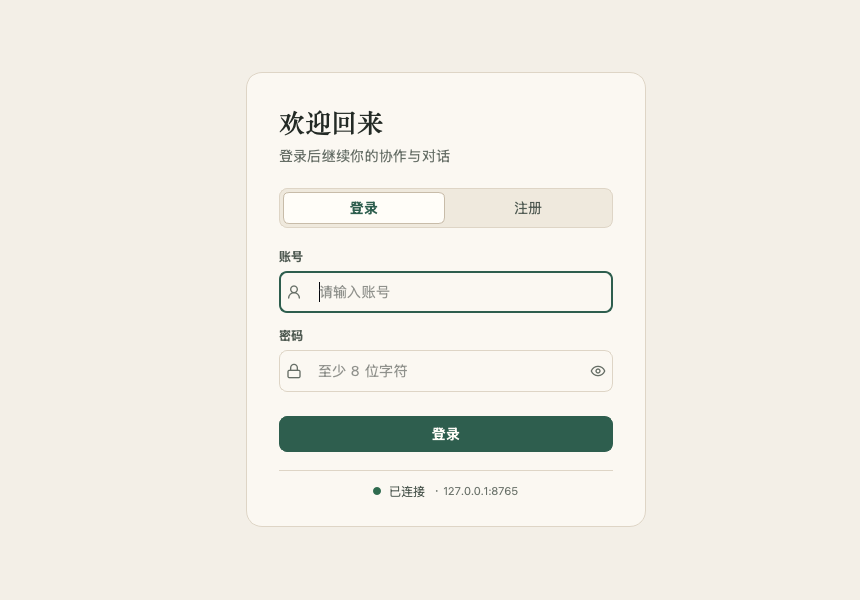 欢迎回来
登录后继续你的协作与对话
登录 注册
账号
请输入账号
密码
至少 8 位字符
登录
已连接 · 127.0.0.1:8765